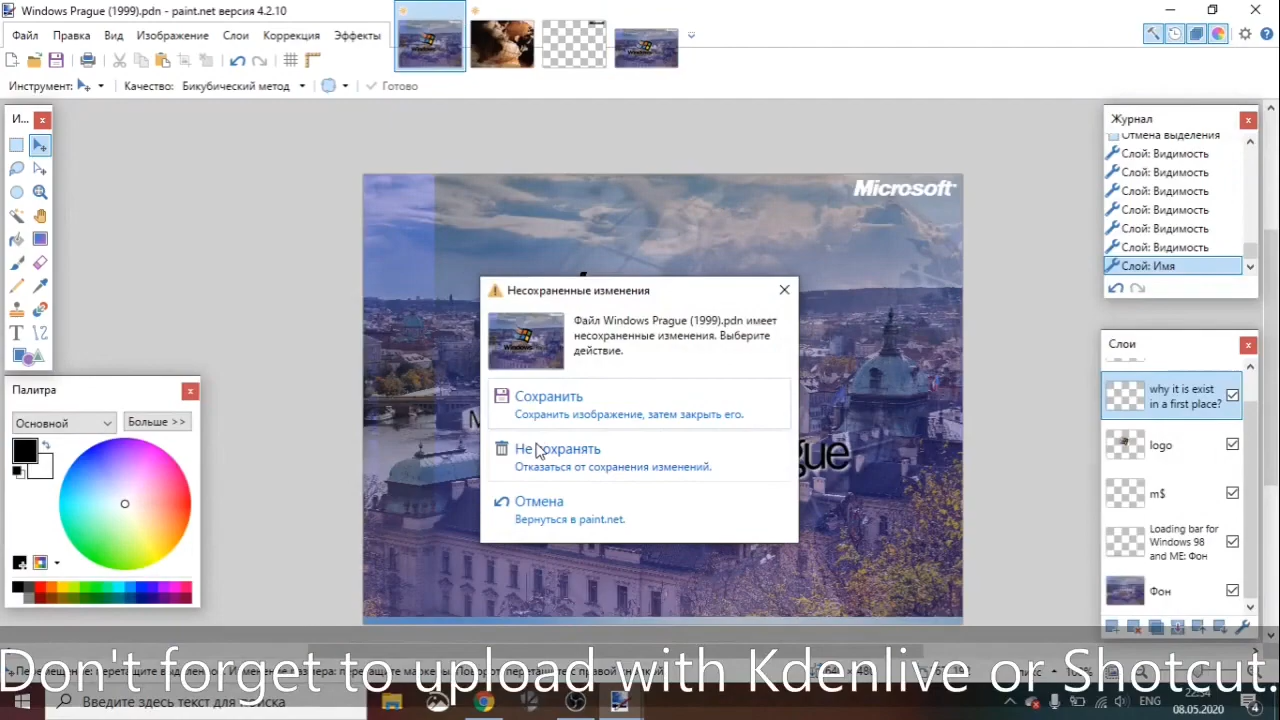 Windows Prague (1999).pdn - paint.net версия 4.2.10
Файл Правка Вид Изображение Слои Коррекция Эффекты
Инструмент: Качество: Бикубический метод Готово
И...
Журнал
Отмена выделения
Слой: Видимость
Слой: Видимость
Слой: Видимость
Слой: Видимость
Слой: Видимость
Слой: Видимость
Слой: Имя
Microsoft
Несохраненные изменения
Файл Windows Prague (1999).pdn имеет
несохраненные изменения. Выберите
действие.
Сохранить
Сохранить изображение, затем закрыть его.
Не сохранять
Отказаться от сохранения изменений.
Отмена
Вернуться в paint.net.
Палитра
Основной Больше >>
Слои
why it is exist
in a first place?
logo
m$
Loading bar for
Windows 98
and ME: Фон
Фон
Don't forget to upload with Kdenlive or Shotcut.
Введите здесь текст для поиска
ENG
08.05.2020
4